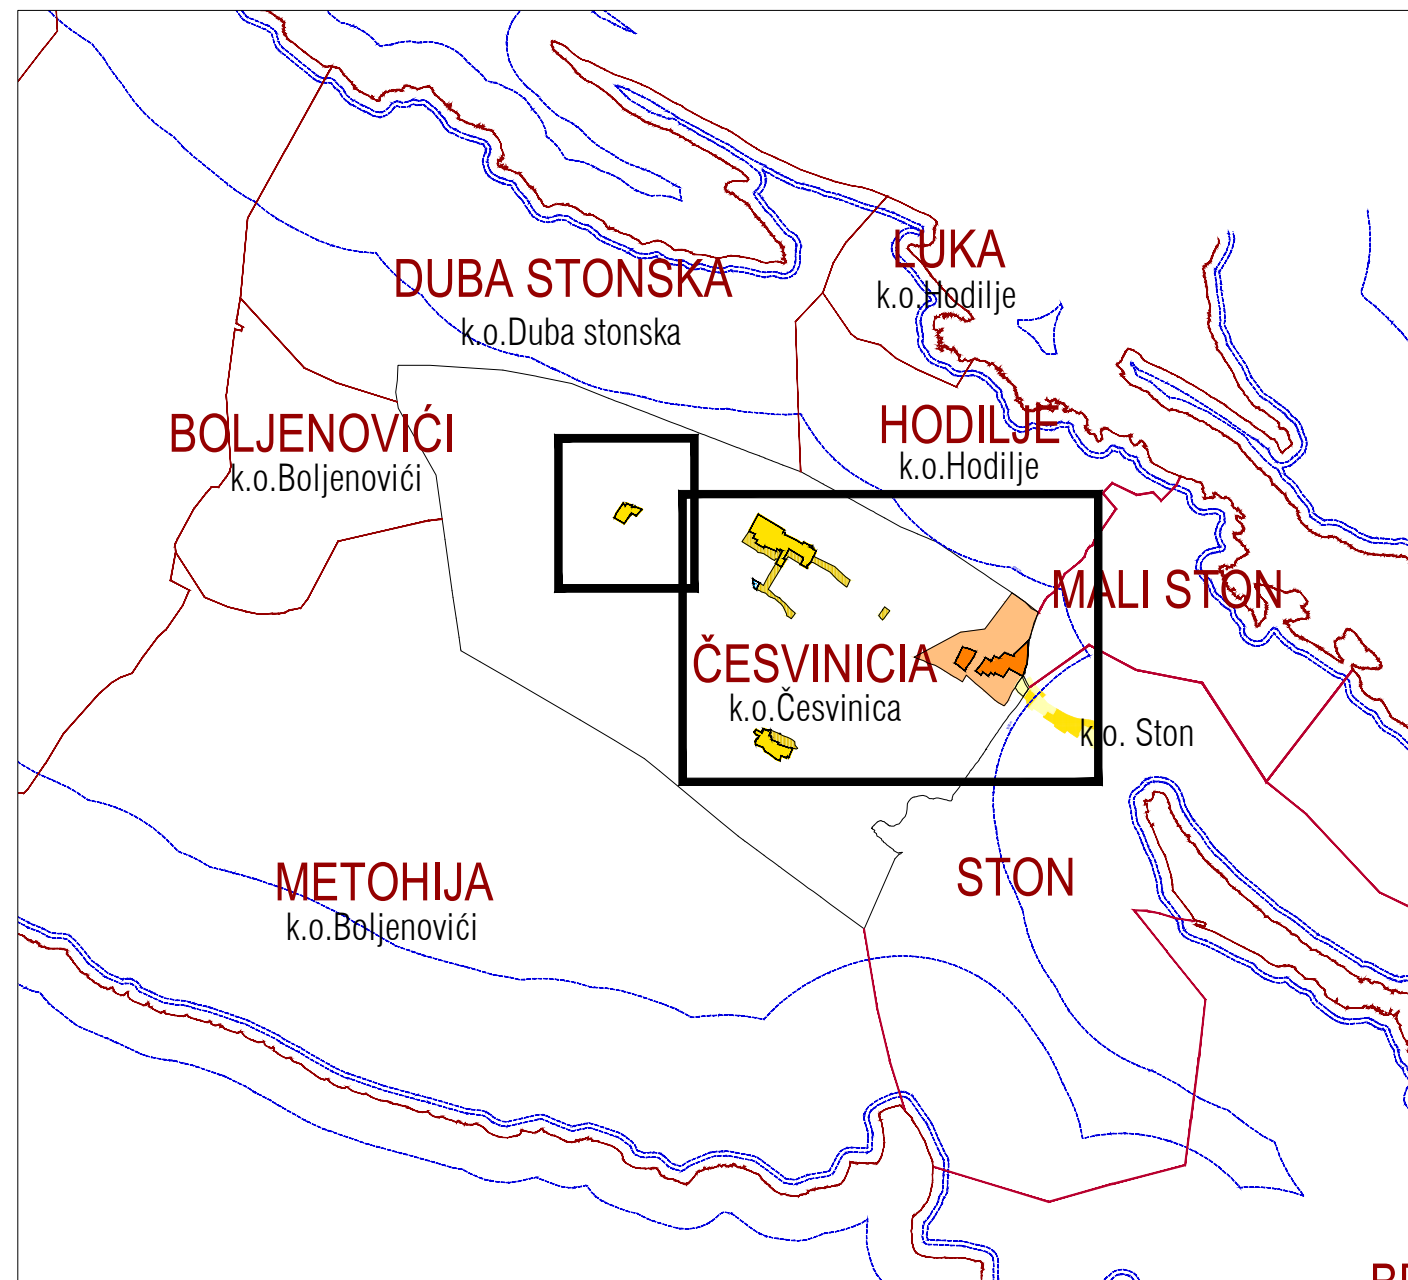 LUKA
k.o.Hodilje
DUBA STONSKA
k.o.Duba stonska
BOLJENOVIĆI
k.o.Boljenovići
HODILJE
k.o.Hodilje
MALI STON
ČESVINICIA
k.o.Česvinica
k.o. Ston
METOHIJA
k.o.Boljenovići
STON